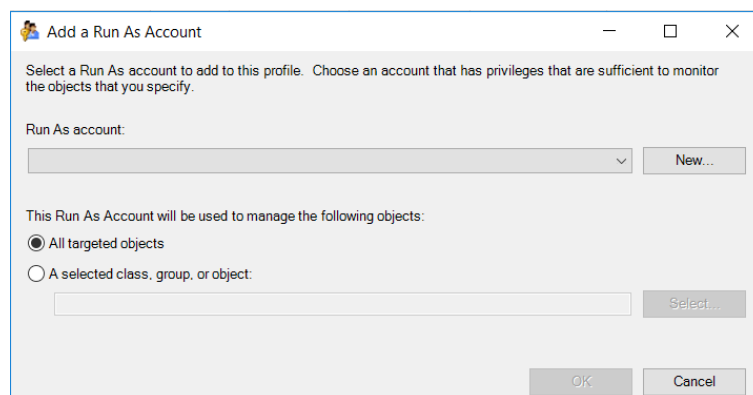 Add a Run As Account
Select a Run As account to add to this profile.  Choose an account that has privileges that are sufficient to monitor
the objects that you specify.
Run As account:
New...
This Run As Account will be used to manage the following objects:
All targeted objects
A selected class, group, or object:
Select...
OK
Cancel